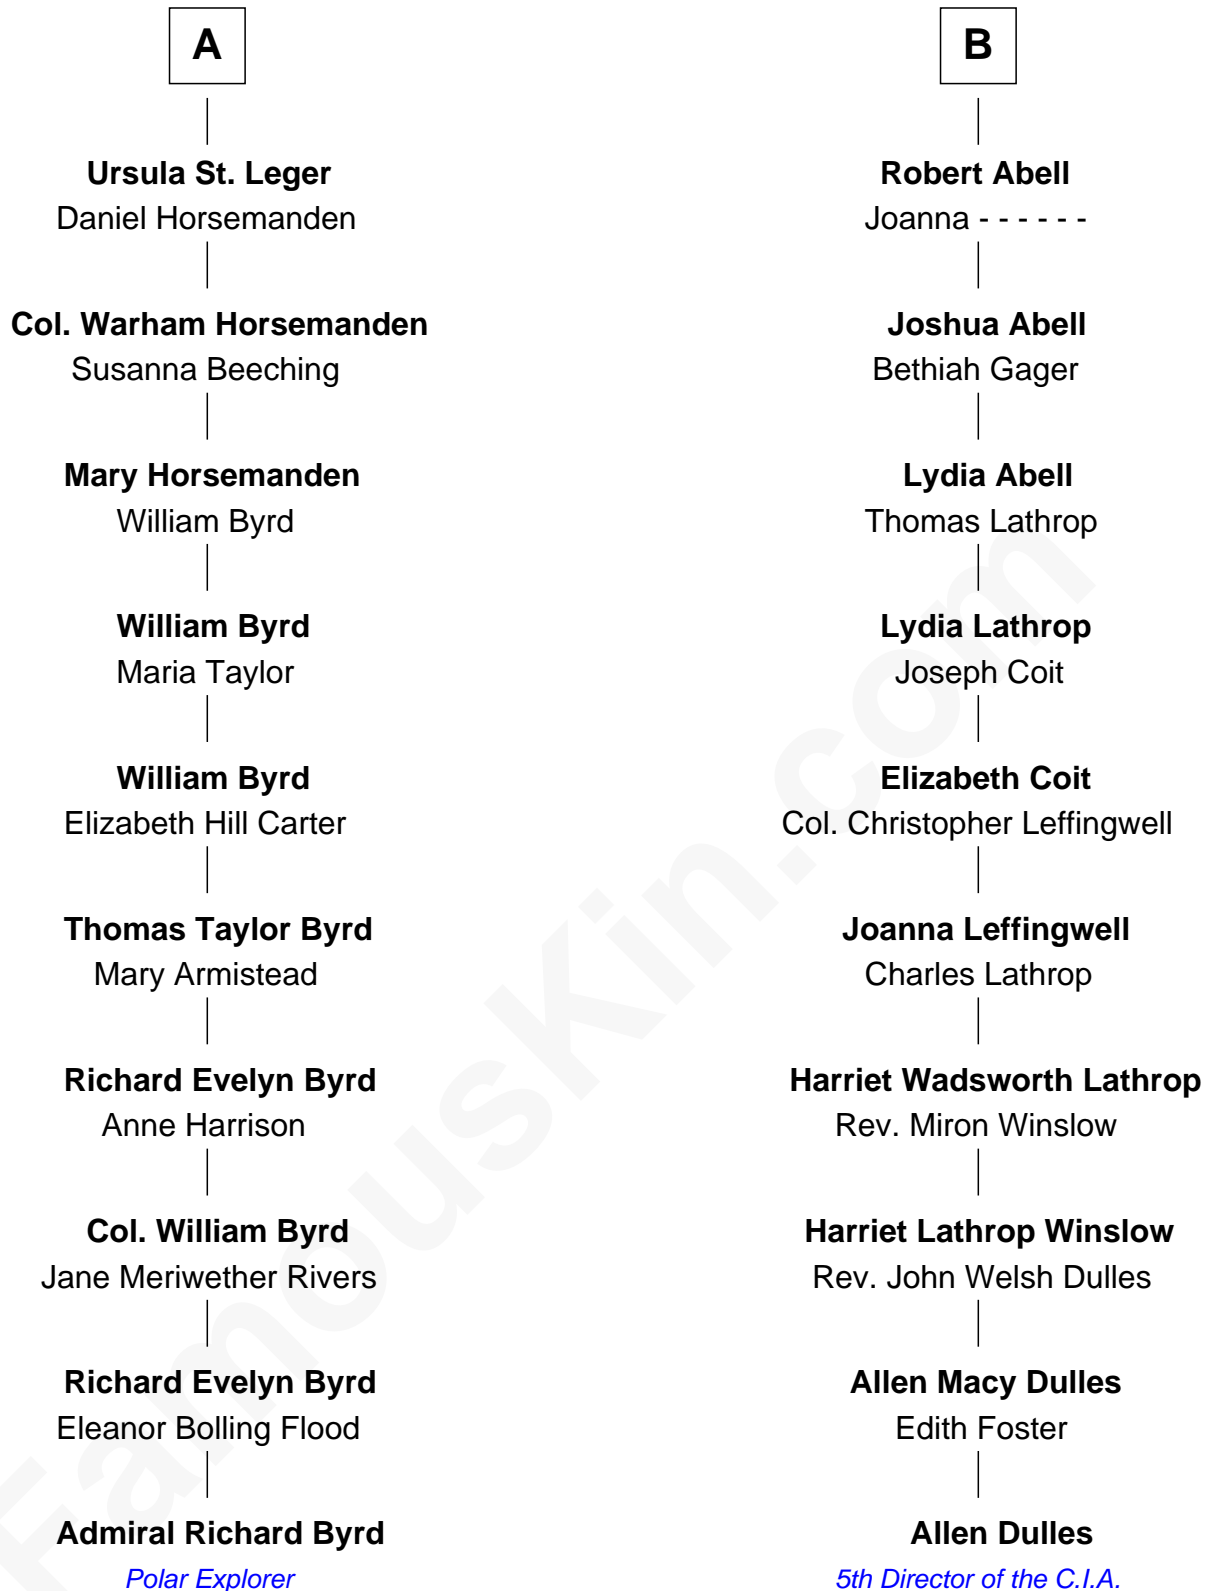 A
Ursula St. Leger
Daniel Horsemanden
Col. Warham Horsemanden
Susanna Beeching
Mary Horsemanden
William Byrd
William Byrd
Maria Taylor
William Byrd
Elizabeth Hill Carter
Thomas Taylor Byrd
Mary Armistead
Richard Evelyn Byrd
Anne Harrison
Col. William Byrd
Jane Meriwether Rivers
Richard Evelyn Byrd
Eleanor Bolling Flood
Admiral Richard Byrd
Polar Explorer
B
Robert Abell
Joanna - - - - - -
Joshua Abell
Bethiah Gager
Lydia Abell
Thomas Lathrop
Lydia Lathrop
Joseph Coit
Elizabeth Coit
Col. Christopher Leffingwell
Joanna Leffingwell
Charles Lathrop
Harriet Wadsworth Lathrop
Rev. Miron Winslow
Harriet Lathrop Winslow
Rev. John Welsh Dulles
Allen Macy Dulles
Edith Foster
Allen Dulles
5th Director of the C.I.A.
FamousKin.com